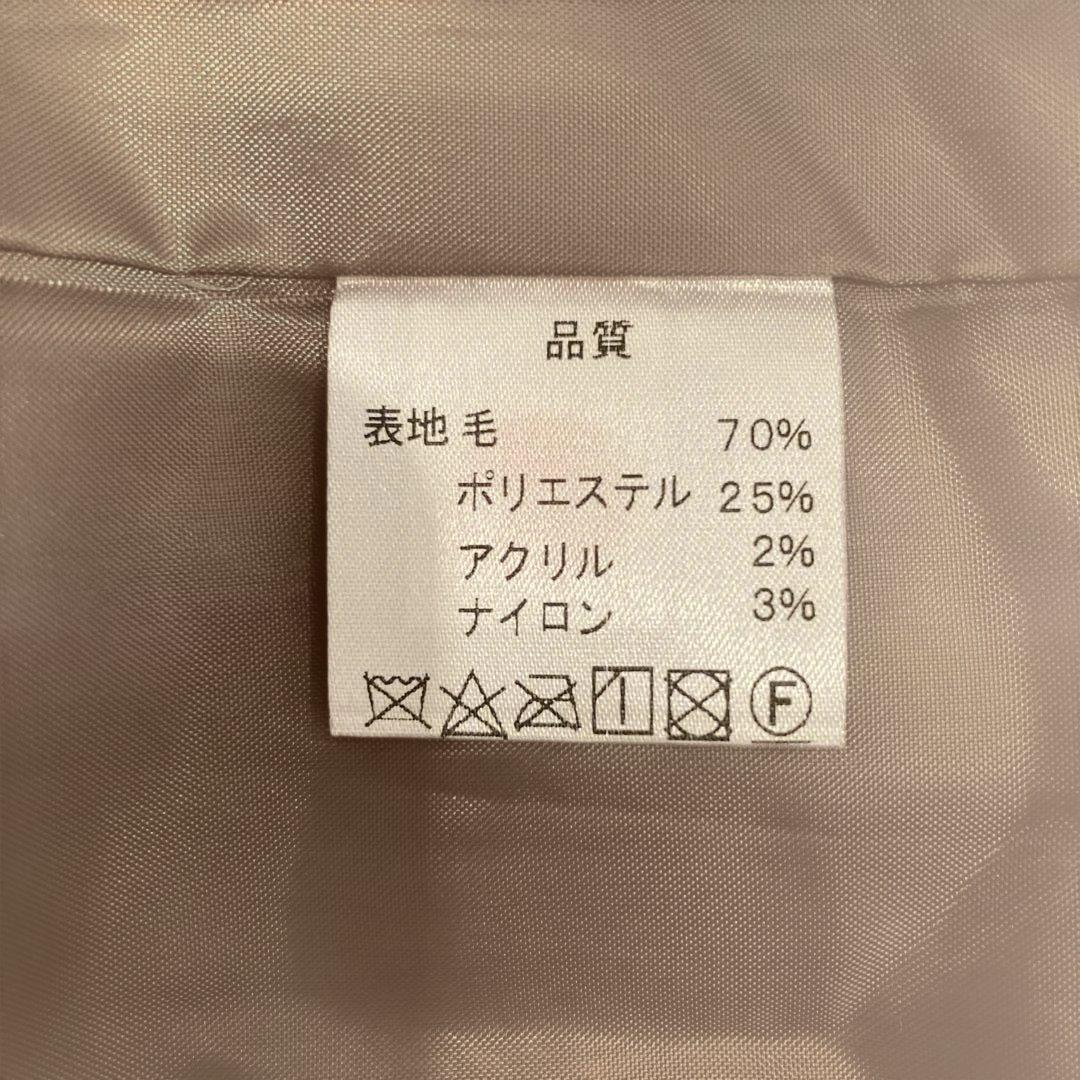 品質
表地 毛 70%
ポリエステル 25%
アクリル 2%
ナイロン 3%
F